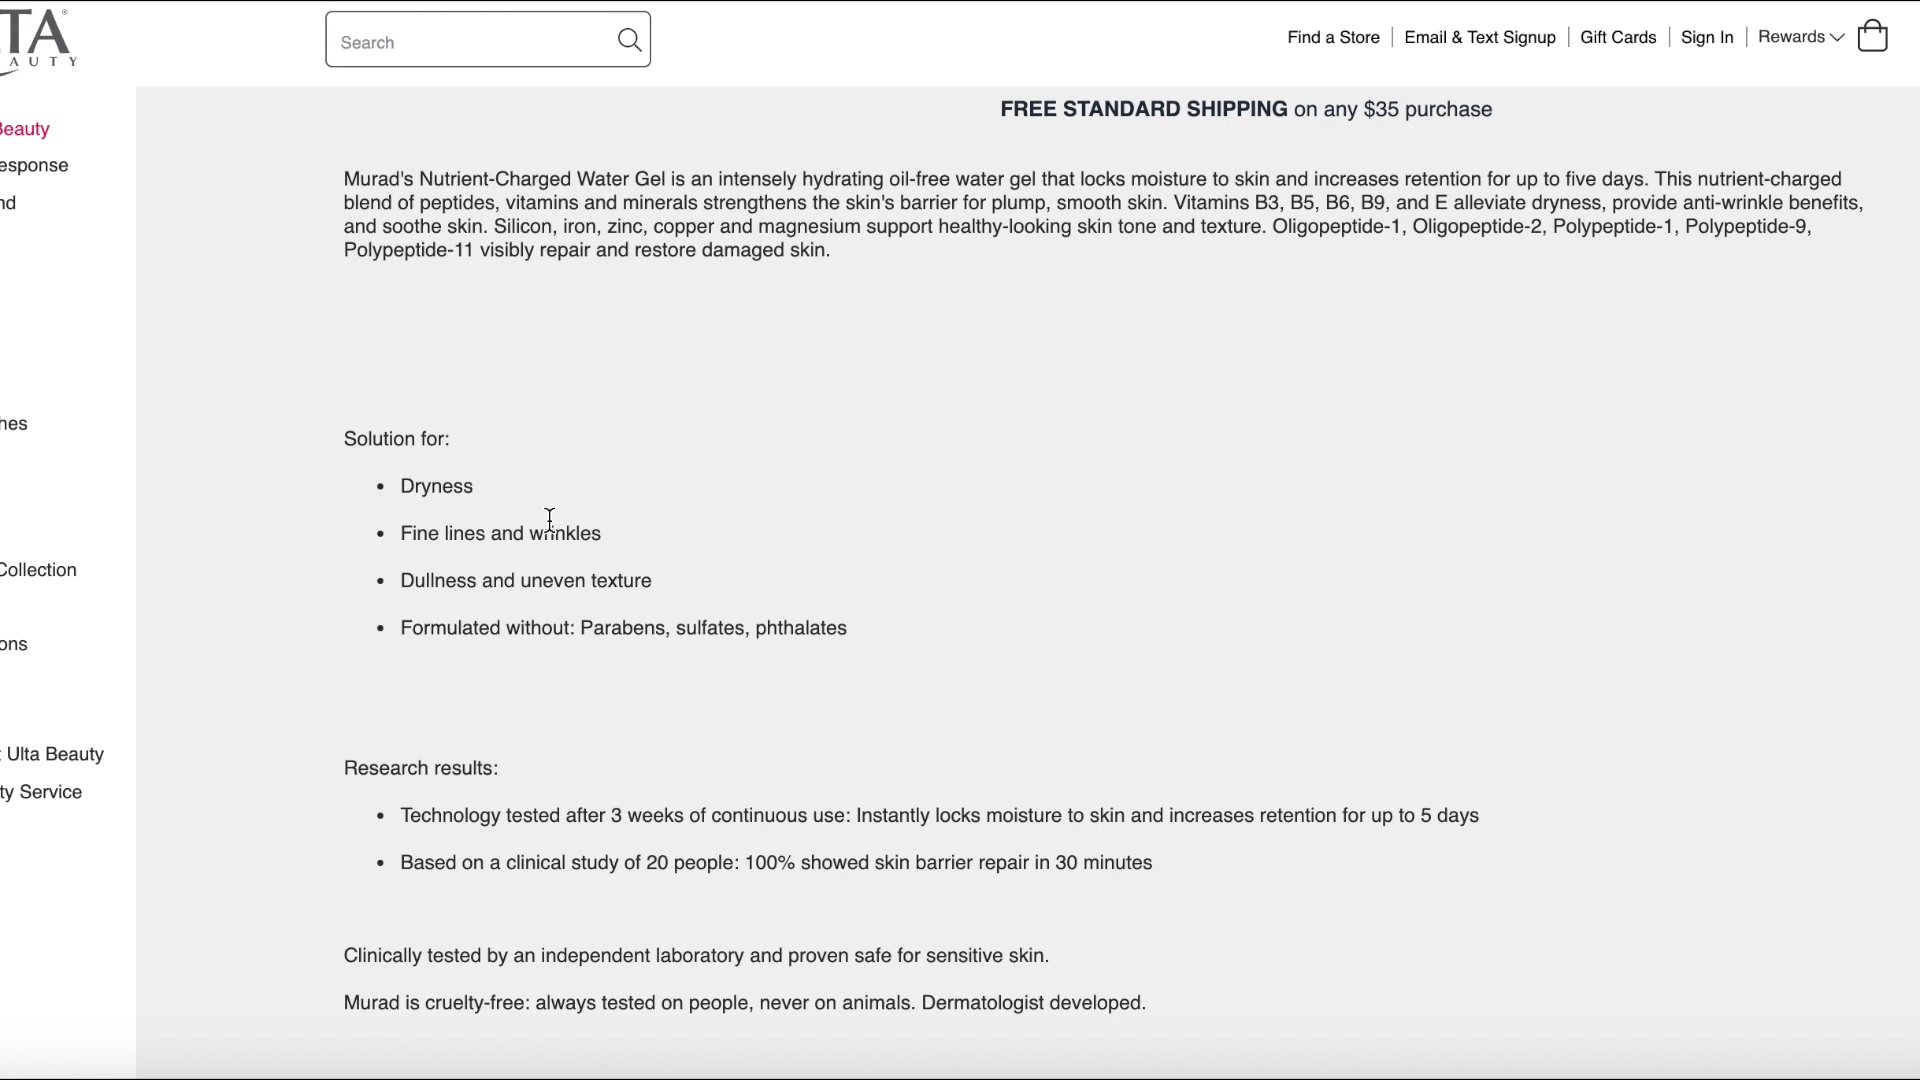 TA
AUTY
Search
Find a Store
Email & Text Signup
Gift Cards
Sign In
Rewards
Beauty
esponse
nd
hes
Collection
ons
Ulta Beauty
ty Service
FREE STANDARD SHIPPING on any $35 purchase
Murad's Nutrient-Charged Water Gel is an intensely hydrating oil-free water gel that locks moisture to skin and increases retention for up to five days. This nutrient-charged
blend of peptides, vitamins and minerals strengthens the skin's barrier for plump, smooth skin. Vitamins B3, B5, B6, B9, and E alleviate dryness, provide anti-wrinkle benefits,
and soothe skin. Silicon, iron, zinc, copper and magnesium support healthy-looking skin tone and texture. Oligopeptide-1, Oligopeptide-2, Polypeptide-1, Polypeptide-9,
Polypeptide-11 visibly repair and restore damaged skin.
Solution for:
• Dryness
• Fine lines and wrinkles
• Dullness and uneven texture
• Formulated without: Parabens, sulfates, phthalates
Research results:
• Technology tested after 3 weeks of continuous use: Instantly locks moisture to skin and increases retention for up to 5 days
• Based on a clinical study of 20 people: 100% showed skin barrier repair in 30 minutes
Clinically tested by an independent laboratory and proven safe for sensitive skin.
Murad is cruelty-free: always tested on people, never on animals. Dermatologist developed.